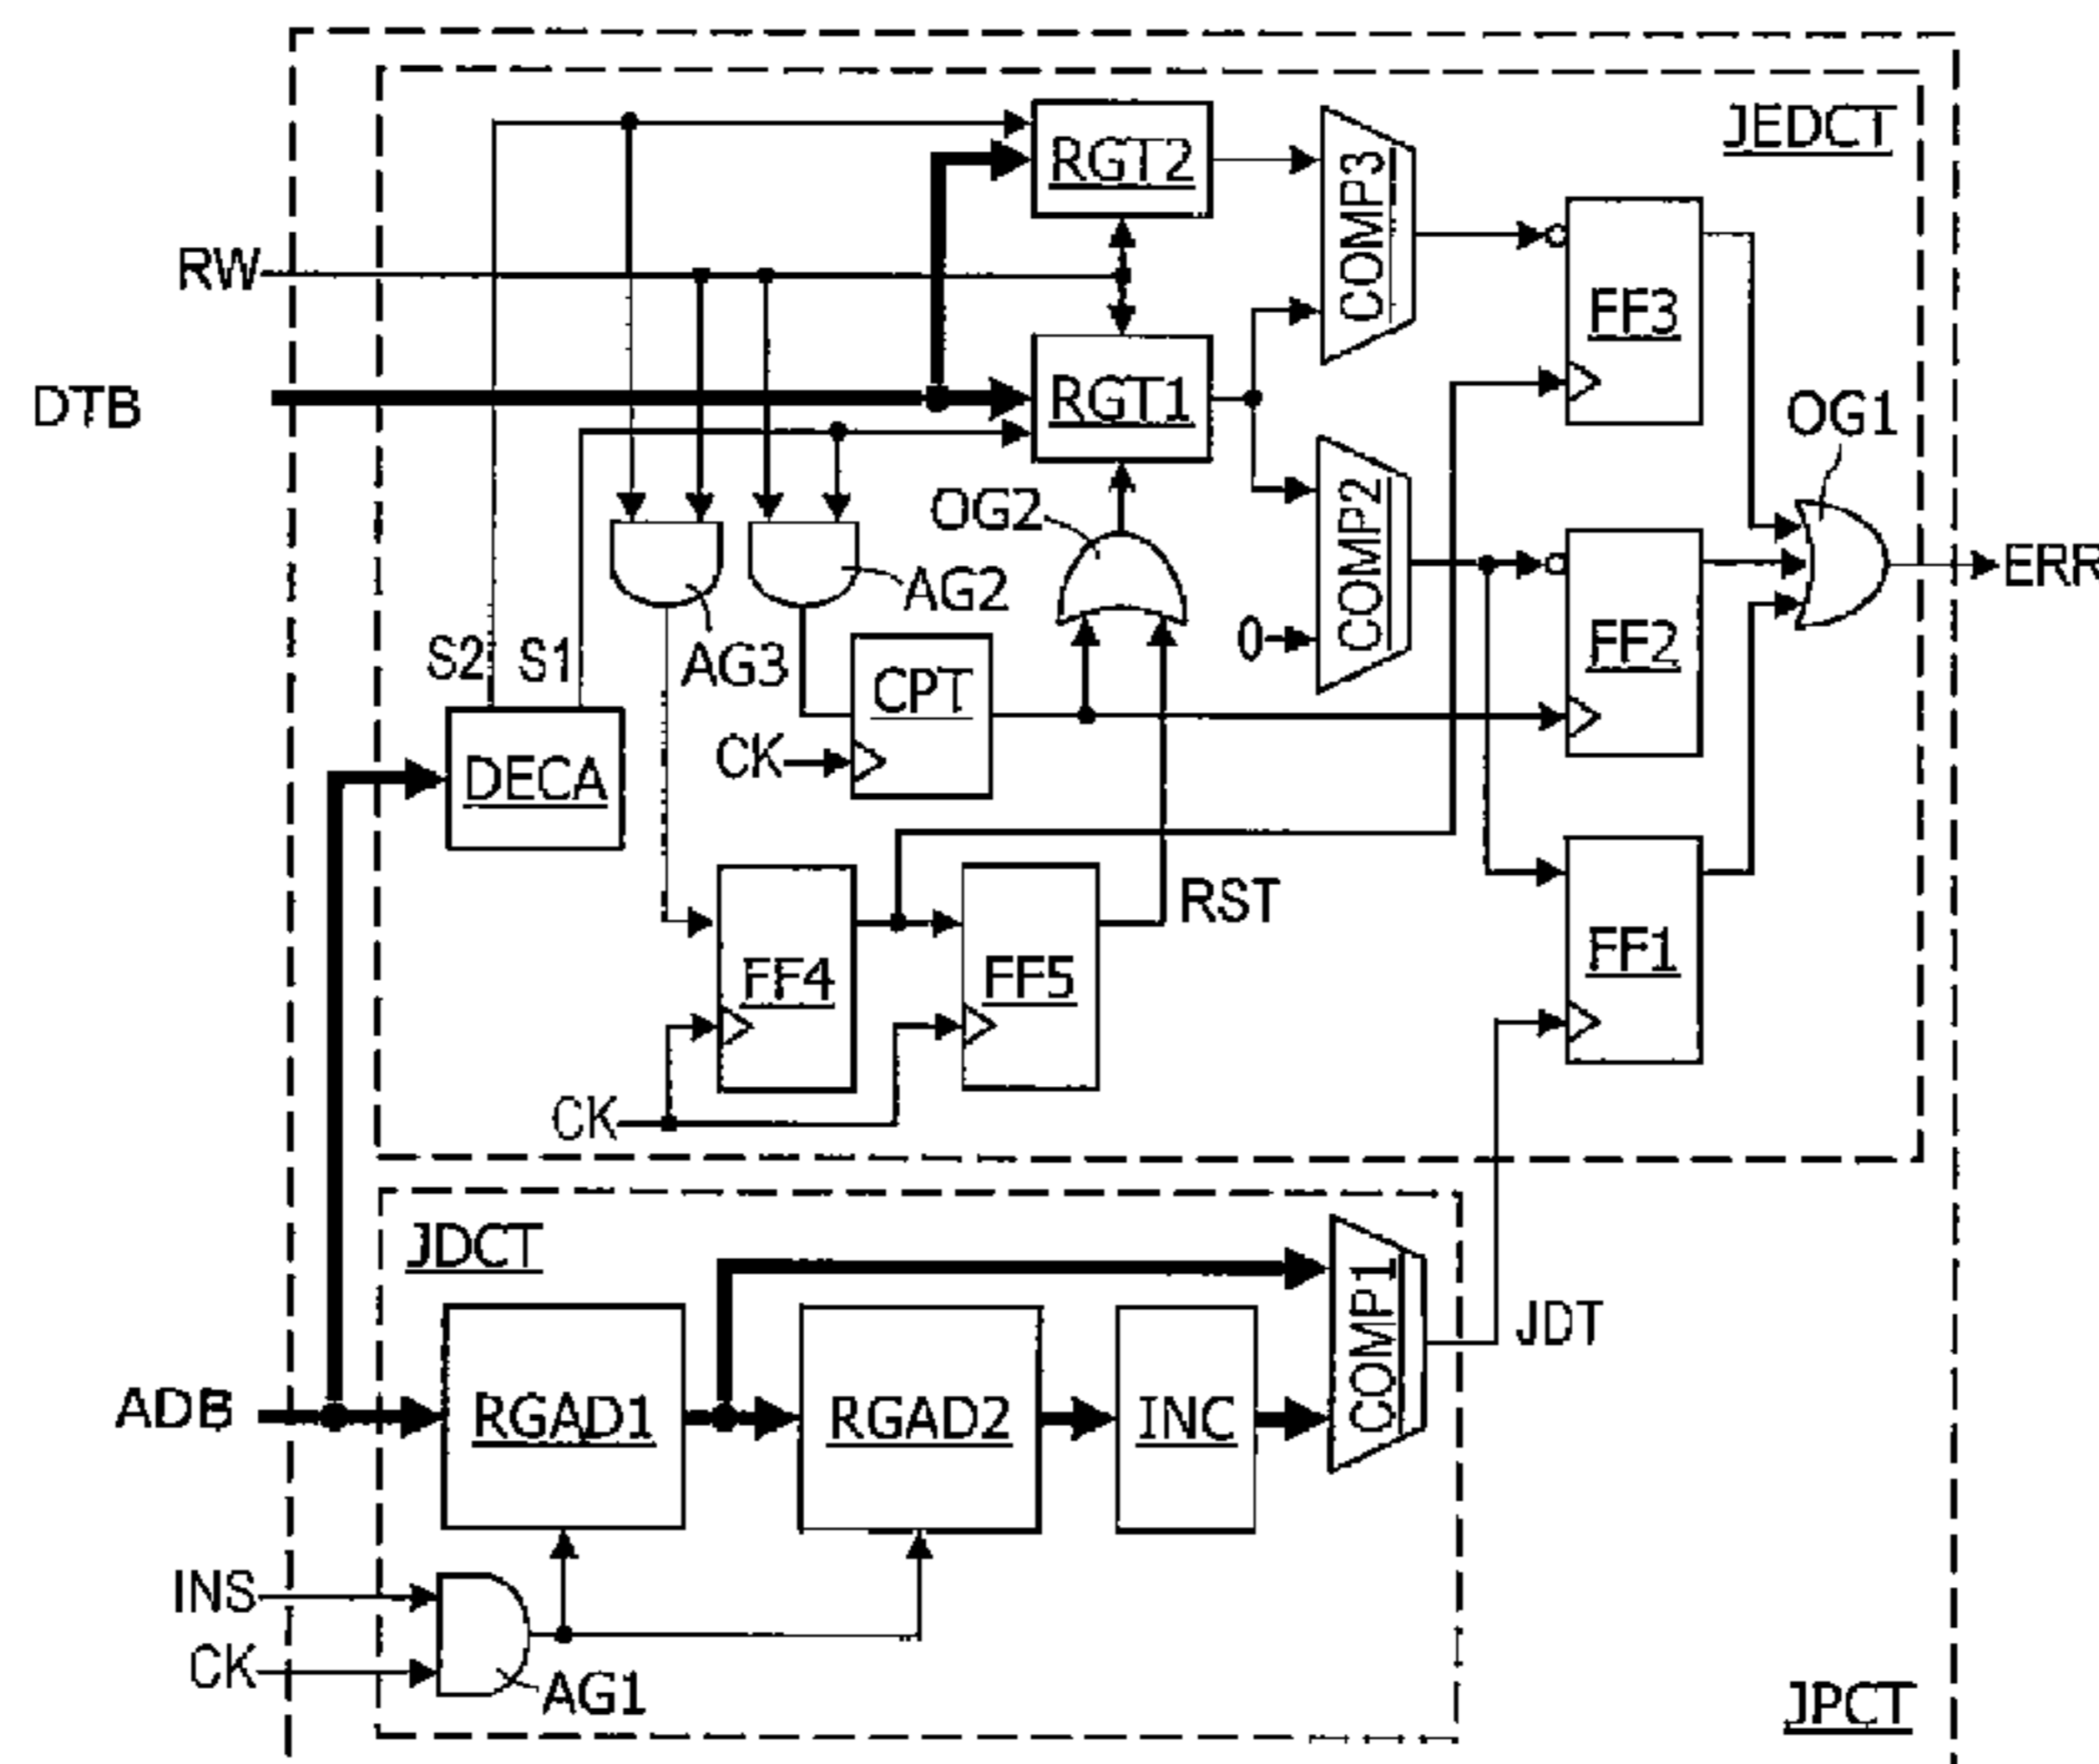 JEDCT
RGT2
COMP3
RW
FF3
DTB
RGT1
OG1
OG2
COMP2
AG2
ERR
S2
S1
AG3
0
FF2
CPT
CK
DECA
RST
FF4
FF5
FF1
CK
JDCT
COMP1
JDT
ADB
RGAD1
RGAD2
INC
INS
CK
AG1
JPCT